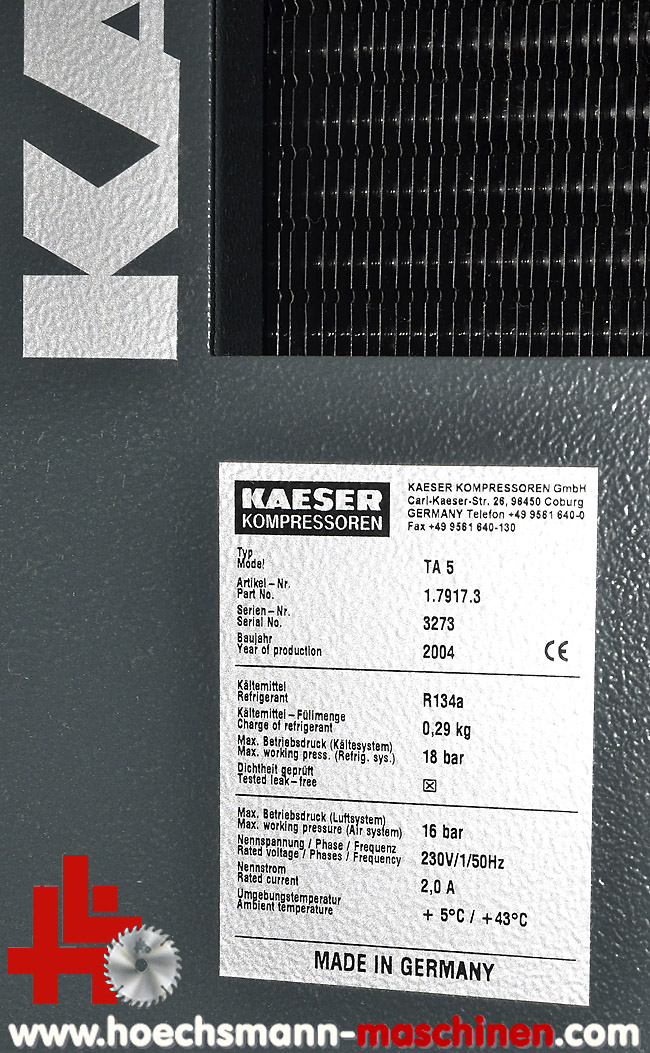 KA
KAESER
KOMPRESSOREN
KAESER KOMPRESSOREN GmbH
Carl-Kaeser-Str. 26, 96450 Coburg
GERMANY Telefon +49 9561 640-0
Fax +49 9561 640-130
Typ
Model
TA 5
Artikel – Nr.
Part No.
1.7917.3
Serien – Nr.
Serial No.
3273
Baujahr
Year of production
2004
CE
Kältemittel
Refrigerant
R134a
Kältemittel – Füllmenge
Charge of refrigerant
0,29 kg
Max. Betriebsdruck (Kältesystem)
Max. working press. (Refrig. sys.)
18 bar
Dichtheit geprüft
Tested leak – free
☒
Max. Betriebsdruck (Luftsystem)
Max. working pressure (Air system)
16 bar
Nennspannung / Phase / Frequenz
Rated voltage / Phases / Frequency
230V/1/50Hz
Nennstrom
Rated current
2,0 A
Umgebungstemperatur
Ambient temperature
+ 5°C / +43°C
MADE IN GERMANY
www.hoechsmann-maschinen.com